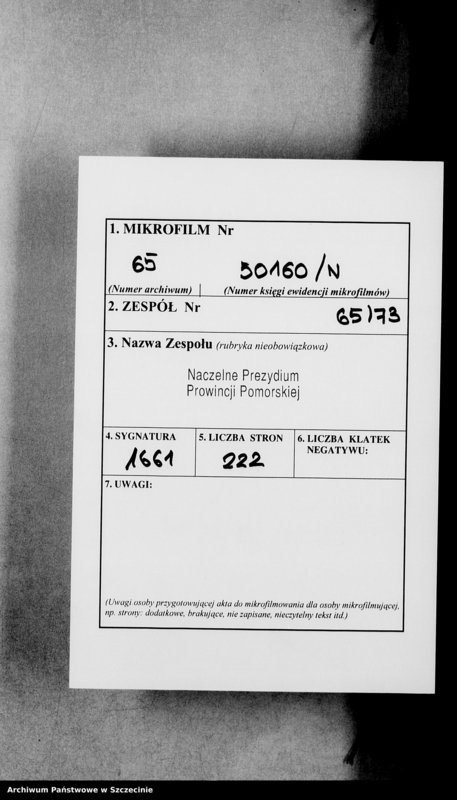 1. MIKROFILM Nr
65 50160/N
(Numer archiwum) (Numer księgi ewidencji mikrofilmów)
2. ZESPÓŁ Nr
65/73
3. Nazwa Zespołu (rubryka nieobowiązkowa)
Naczelne Prezydium
Prowincji Pomorskiej
4. SYGNATURA 5. LICZBA STRON 6. LICZBA KLATEK
NEGATYWU:
1661 222
7. UWAGI:
(Uwagi osoby przygotowującej akta do mikrofilmowania dla osoby mikrofilmującej,
np. strony: dodatkowe, brakujące, nie zapisane, nieczytelny tekst itd.)
Archiwum Państwowe w Szczecinie